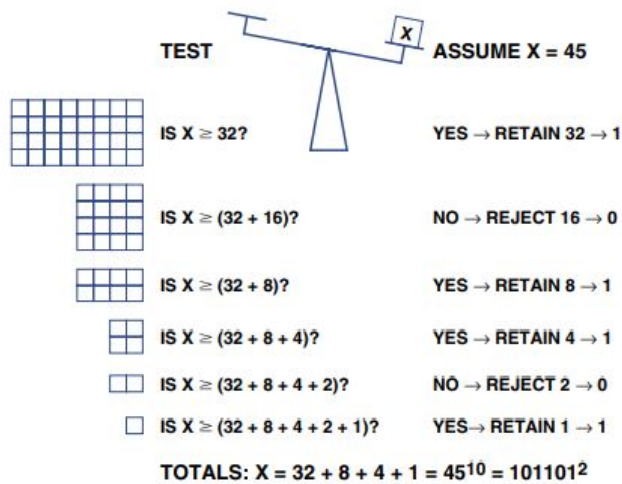 X
TEST ASSUME X = 45
IS X ≥ 32? YES → RETAIN 32 → 1
IS X ≥ (32 + 16)? NO → REJECT 16 → 0
IS X ≥ (32 + 8)? YES → RETAIN 8 → 1
IS X ≥ (32 + 8 + 4)? YES → RETAIN 4 → 1
IS X ≥ (32 + 8 + 4 + 2)? NO → REJECT 2 → 0
IS X ≥ (32 + 8 + 4 + 2 + 1)? YES→ RETAIN 1 → 1
TOTALS: X = 32 + 8 + 4 + 1 = 45¹⁰ = 101101²